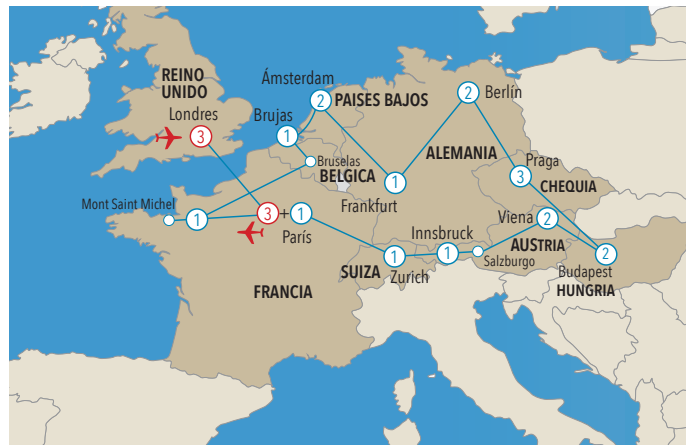 REINO
UNIDO
Londres
3
Ámsterdam
2
PAISES BAJOS
2
Berlín
Brujas
1
Bruselas
BELGICA
ALEMANIA
Praga
3
CHEQUIA
1
Frankfurt
Mont Saint Michel
1
3
+
1
París
Viena
2
Innsbruck
1
AUSTRIA
Salzburgo
SUIZA
1
Zurich
2
Budapest
HUNGRIA
FRANCIA